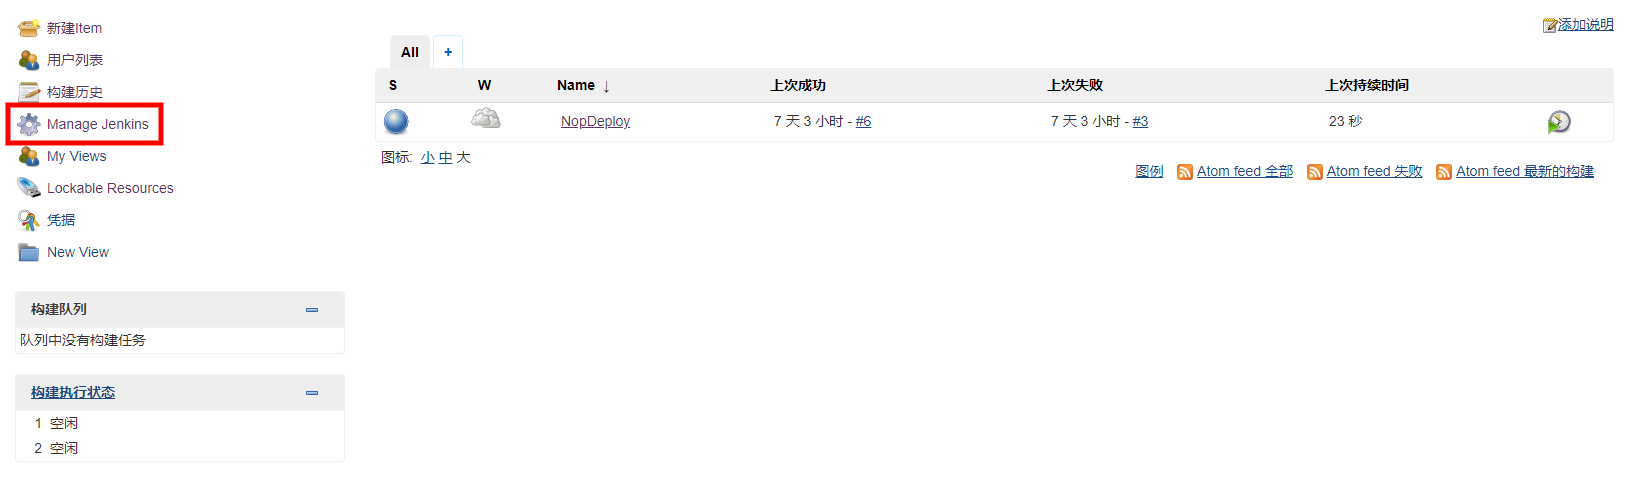 新建Item
用户列表
构建历史
Manage Jenkins
My Views
Lockable Resources
凭据
New View
构建队列
队列中没有构建任务
构建执行状态
1 空闲
2 空闲
添加说明
All +
S W Name ↓ 上次成功 上次失败 上次持续时间
NopDeploy 7 天 3 小时 - #6 7 天 3 小时 - #3 23 秒
图标: 小 中 大
图例 Atom feed 全部 Atom feed 失败 Atom feed 最新的构建